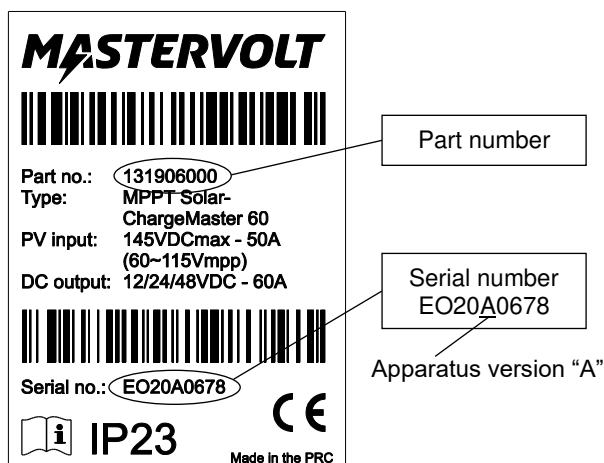 MASTERVOLT
Part no.: 131906000
Type: MPPT Solar-
ChargeMaster 60
PV input: 145VDCmax - 50A
(60~115Vmpp)
DC output: 12/24/48VDC - 60A
Serial no.: EO20A0678
i IP23
CE
Made in the PRC
Part number
Serial number
EO20A0678
Apparatus version “A”